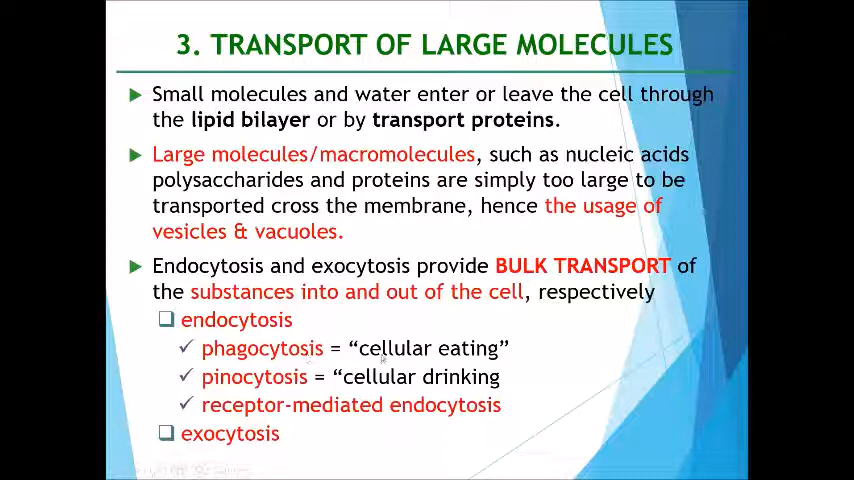 3. TRANSPORT OF LARGE MOLECULES
Small molecules and water enter or leave the cell through
the lipid bilayer or by transport proteins.
Large molecules/macromolecules, such as nucleic acids
polysaccharides and proteins are simply too large to be
transported cross the membrane, hence the usage of
vesicles & vacuoles.
Endocytosis and exocytosis provide BULK TRANSPORT of
the substances into and out of the cell, respectively
endocytosis
phagocytosis = “cellular eating”
pinocytosis = “cellular drinking
receptor-mediated endocytosis
exocytosis